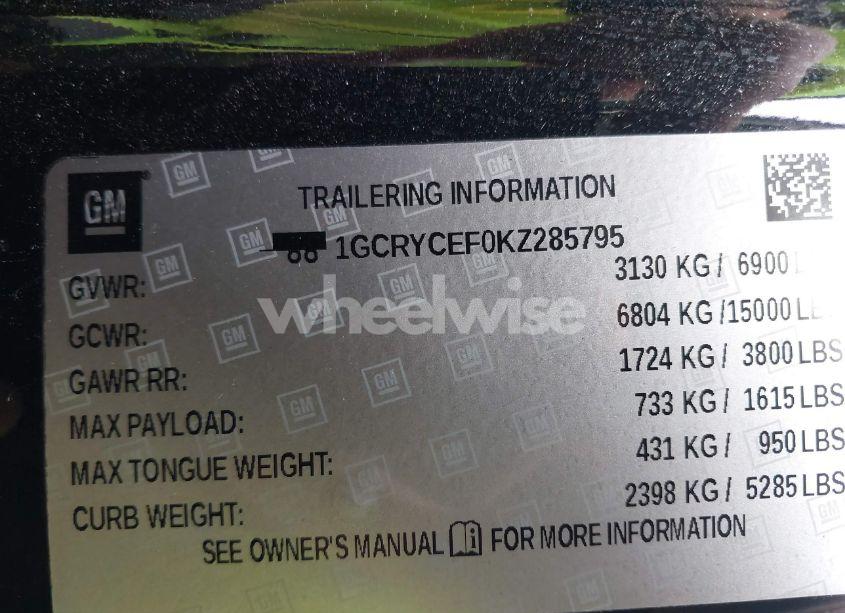 GM
TRAILERING INFORMATION
1GCRYCEF0KZ285795
GVWR: 3130 KG / 6900
GCWR: 6804 KG /15000 LB
GAWR RR: 1724 KG / 3800 LBS
MAX PAYLOAD: 733 KG / 1615 LBS
MAX TONGUE WEIGHT: 431 KG / 950 LBS
CURB WEIGHT: 2398 KG / 5285 LBS
SEE OWNER'S MANUAL FOR MORE INFORMATION
wheelwise